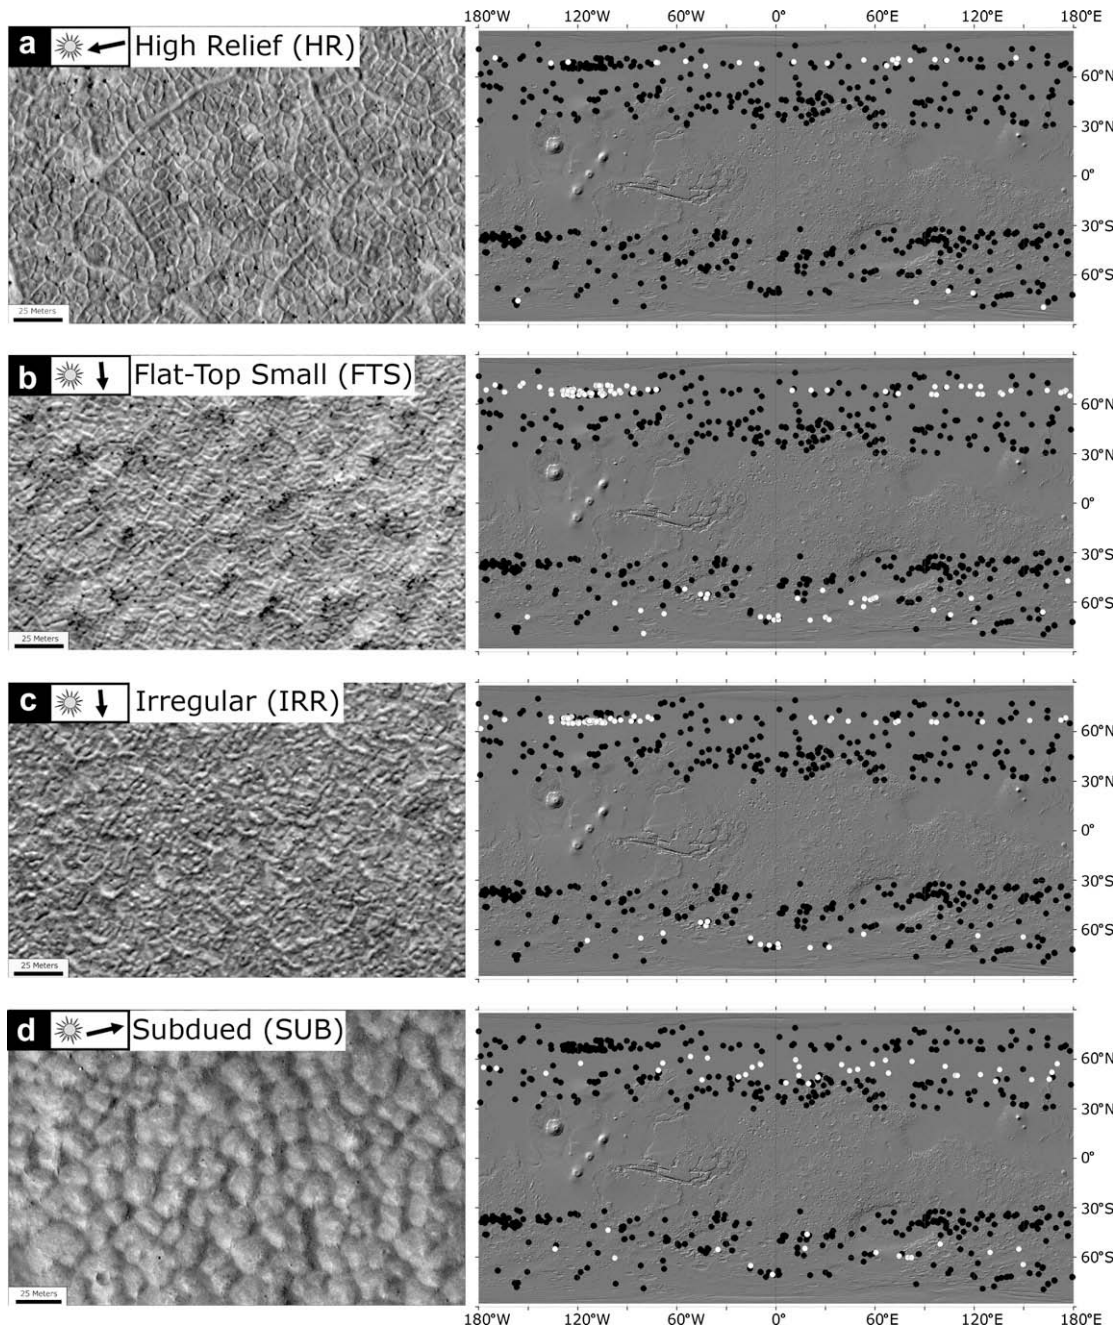 180°W 120°W 60°W 0°W 60°E 120°E 180°E
a High Relief (HR)
60°N
30°N
0°
30°S
60°S
25 Meters
b Flat-Top Small (FTS)
60°N
30°N
0°
30°S
60°S
25 Meters
c Irregular (IRR)
60°N
30°N
0°
30°S
60°S
25 Meters
d Subdued (SUB)
60°N
30°N
0°
30°S
60°S
25 Meters
180°W 120°W 60°W 0°W 60°E 120°E 180°E